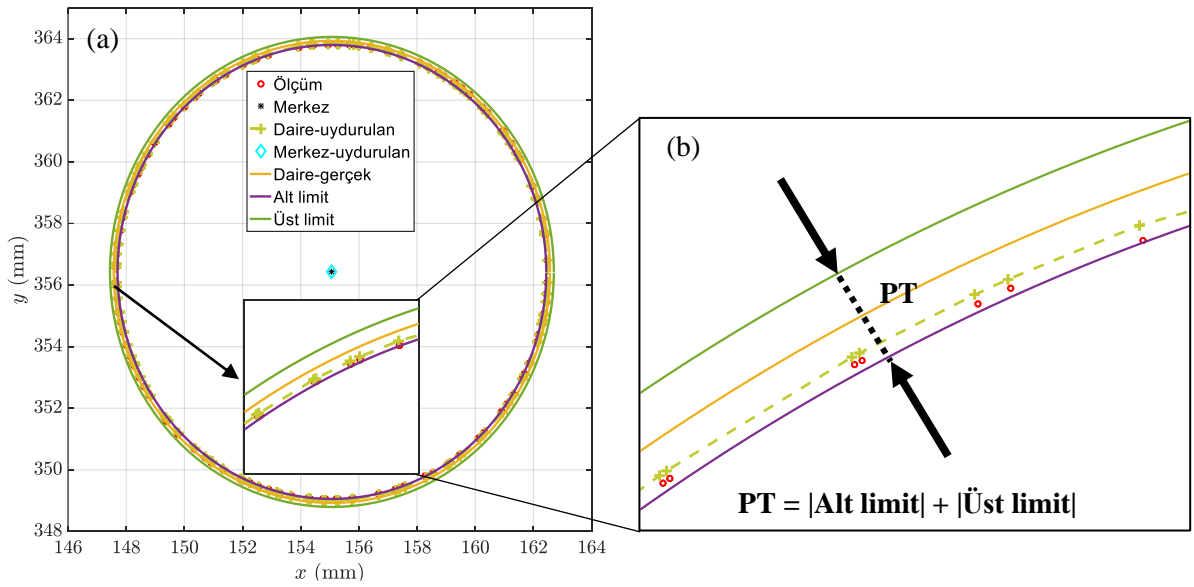 (a)
364
362
360
358
356
354
352
350
348
y (mm)
Ölçüm
Merkez
Daire-uydurulan
Merkez-uydurulan
Daire-gerçek
Alt limit
Üst limit
146 148 150 152 154 156 158 160 162 164
x (mm)
(b)
PT
PT = |Alt limit| + |Üst limit|